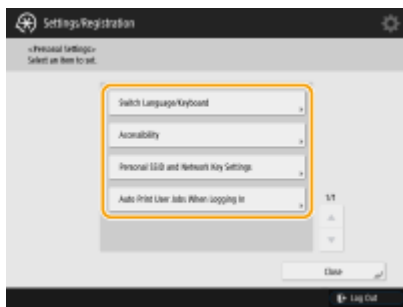 Settings/Registration
<Personal Settings>
Select an item to set.
Switch Language/Keyboard
Accessibility
Personal SSID and Network Key Settings
Auto Print User Jobs When Logging In
1/1
Close
Log Out